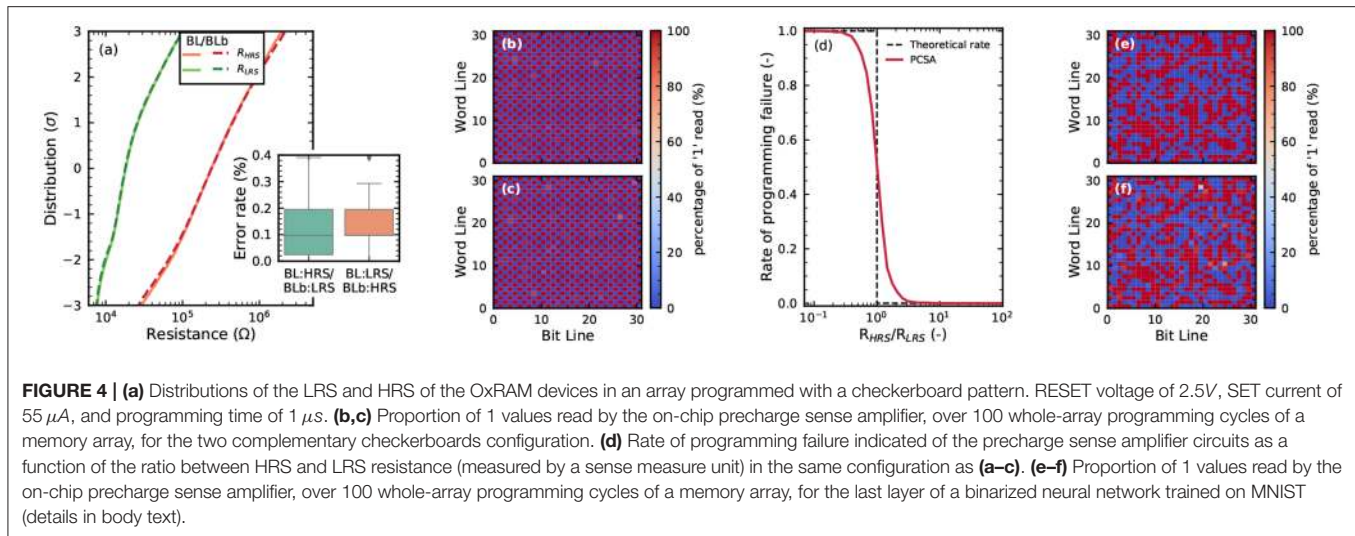 (a)
BL/BLb
R_HRS
R_LRS
3
2
1
0
−1
−2
−3
Distribution (σ)
10^4
10^5
10^6
Resistance (Ω)
0.4
0.3
0.2
0.1
0.0
Error rate (%)
BL:HRS/ BL:LRS/
BLb:LRS BLb:HRS
(b)
30
20
10
0
Word Line
(c)
30
20
10
0
Word Line
0 10 20 30
Bit Line
100
80
60
40
20
0
percentage of '1' read (%)
(d)
Theoretical rate
PCSA
1.0
0.8
0.6
0.4
0.2
0.0
Rate of programming failure (-)
10^-1
10^0
10^1
10^2
R_HRS/R_LRS (-)
(e)
30
20
10
0
Word Line
(f)
30
20
10
0
Word Line
0 10 20 30
Bit Line
100
80
60
40
20
0
percentage of '1' read (%)
FIGURE 4 | (a) Distributions of the LRS and HRS of the OxRAM devices in an array programmed with a checkerboard pattern. RESET voltage of 2.5V, SET current of
55 μA, and programming time of 1 μs. (b,c) Proportion of 1 values read by the on-chip precharge sense amplifier, over 100 whole-array programming cycles of a
memory array, for the two complementary checkerboards configuration. (d) Rate of programming failure indicated of the precharge sense amplifier circuits as a
function of the ratio between HRS and LRS resistance (measured by a sense measure unit) in the same configuration as (a–c). (e–f) Proportion of 1 values read by the
on-chip precharge sense amplifier, over 100 whole-array programming cycles of a memory array, for the last layer of a binarized neural network trained on MNIST
(details in body text).